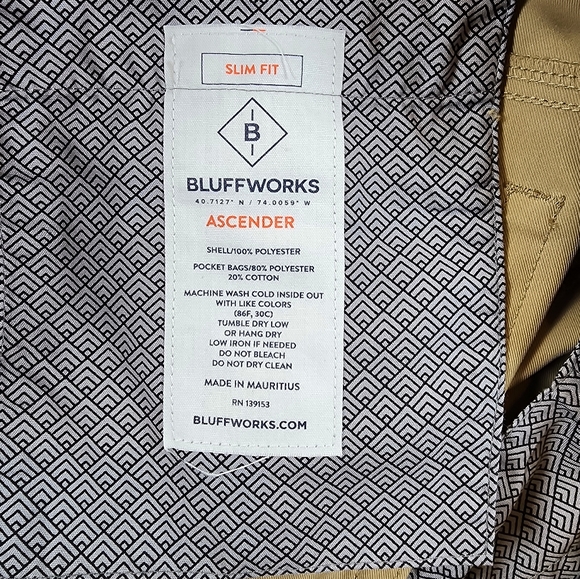 SLIM FIT
B
BLUFFWORKS
40.7127° N / 74.0059° W
ASCENDER
SHELL/100% POLYESTER
POCKET BAGS/80% POLYESTER
20% COTTON
MACHINE WASH COLD INSIDE OUT
WITH LIKE COLORS
(86F, 30C)
TUMBLE DRY LOW
OR HANG DRY
LOW IRON IF NEEDED
DO NOT BLEACH
DO NOT DRY CLEAN
MADE IN MAURITIUS
RN 139153
BLUFFWORKS.COM